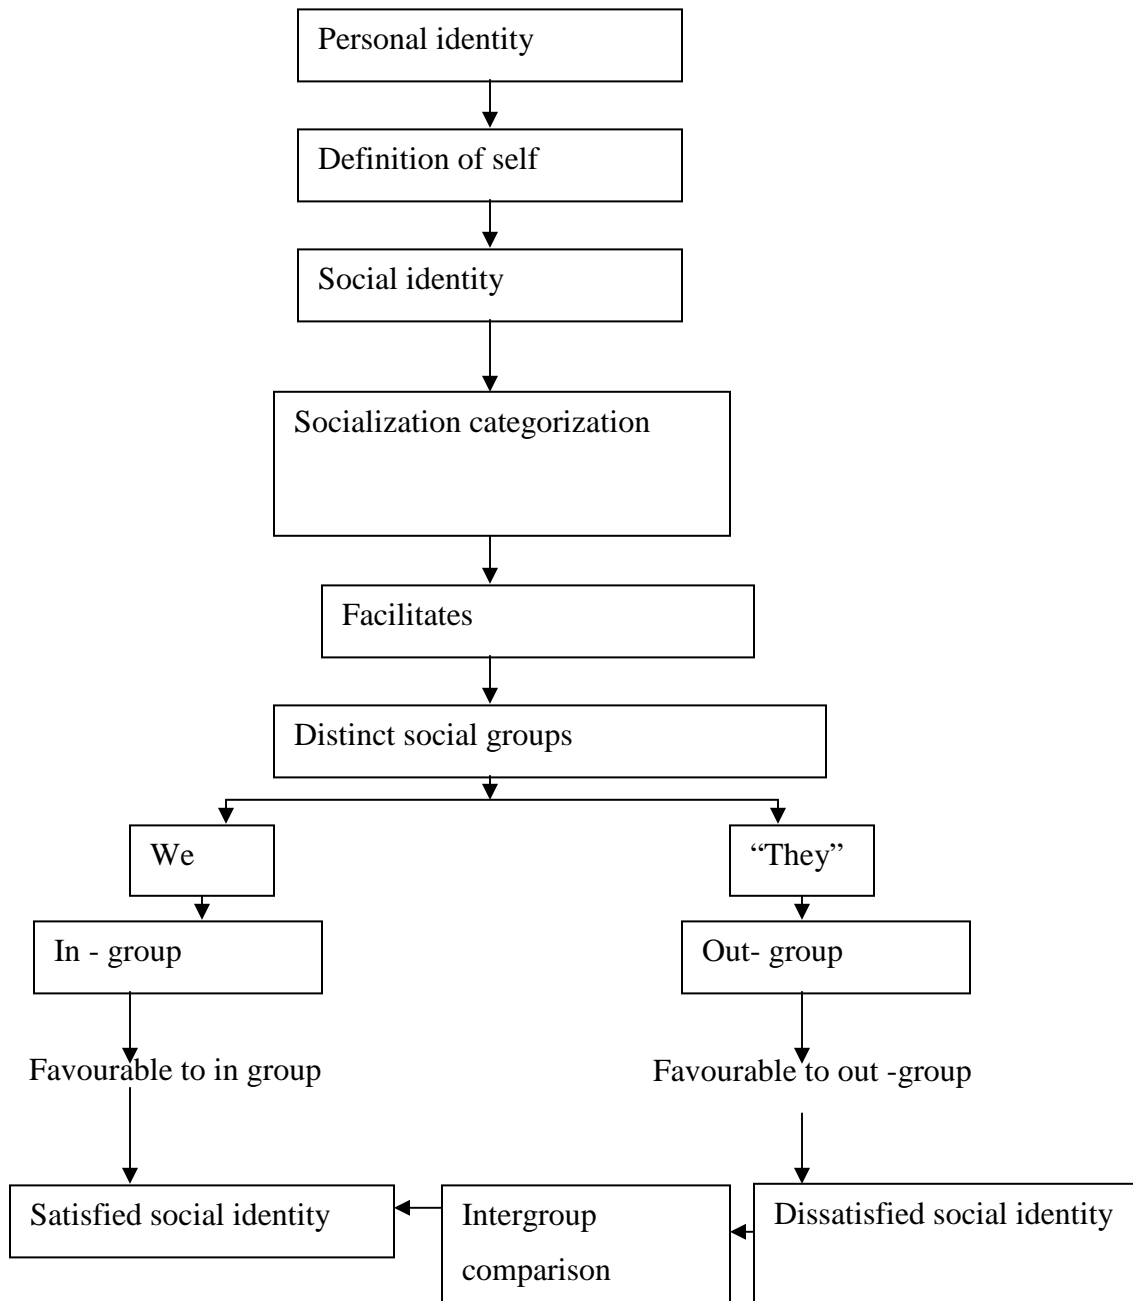 Personal identity
Definition of self
Social identity
Socialization categorization
Facilitates
Distinct social groups
We
“They”
In - group
Out- group
Favourable to in group
Favourable to out -group
Satisfied social identity
Intergroup
comparison
Dissatisfied social identity